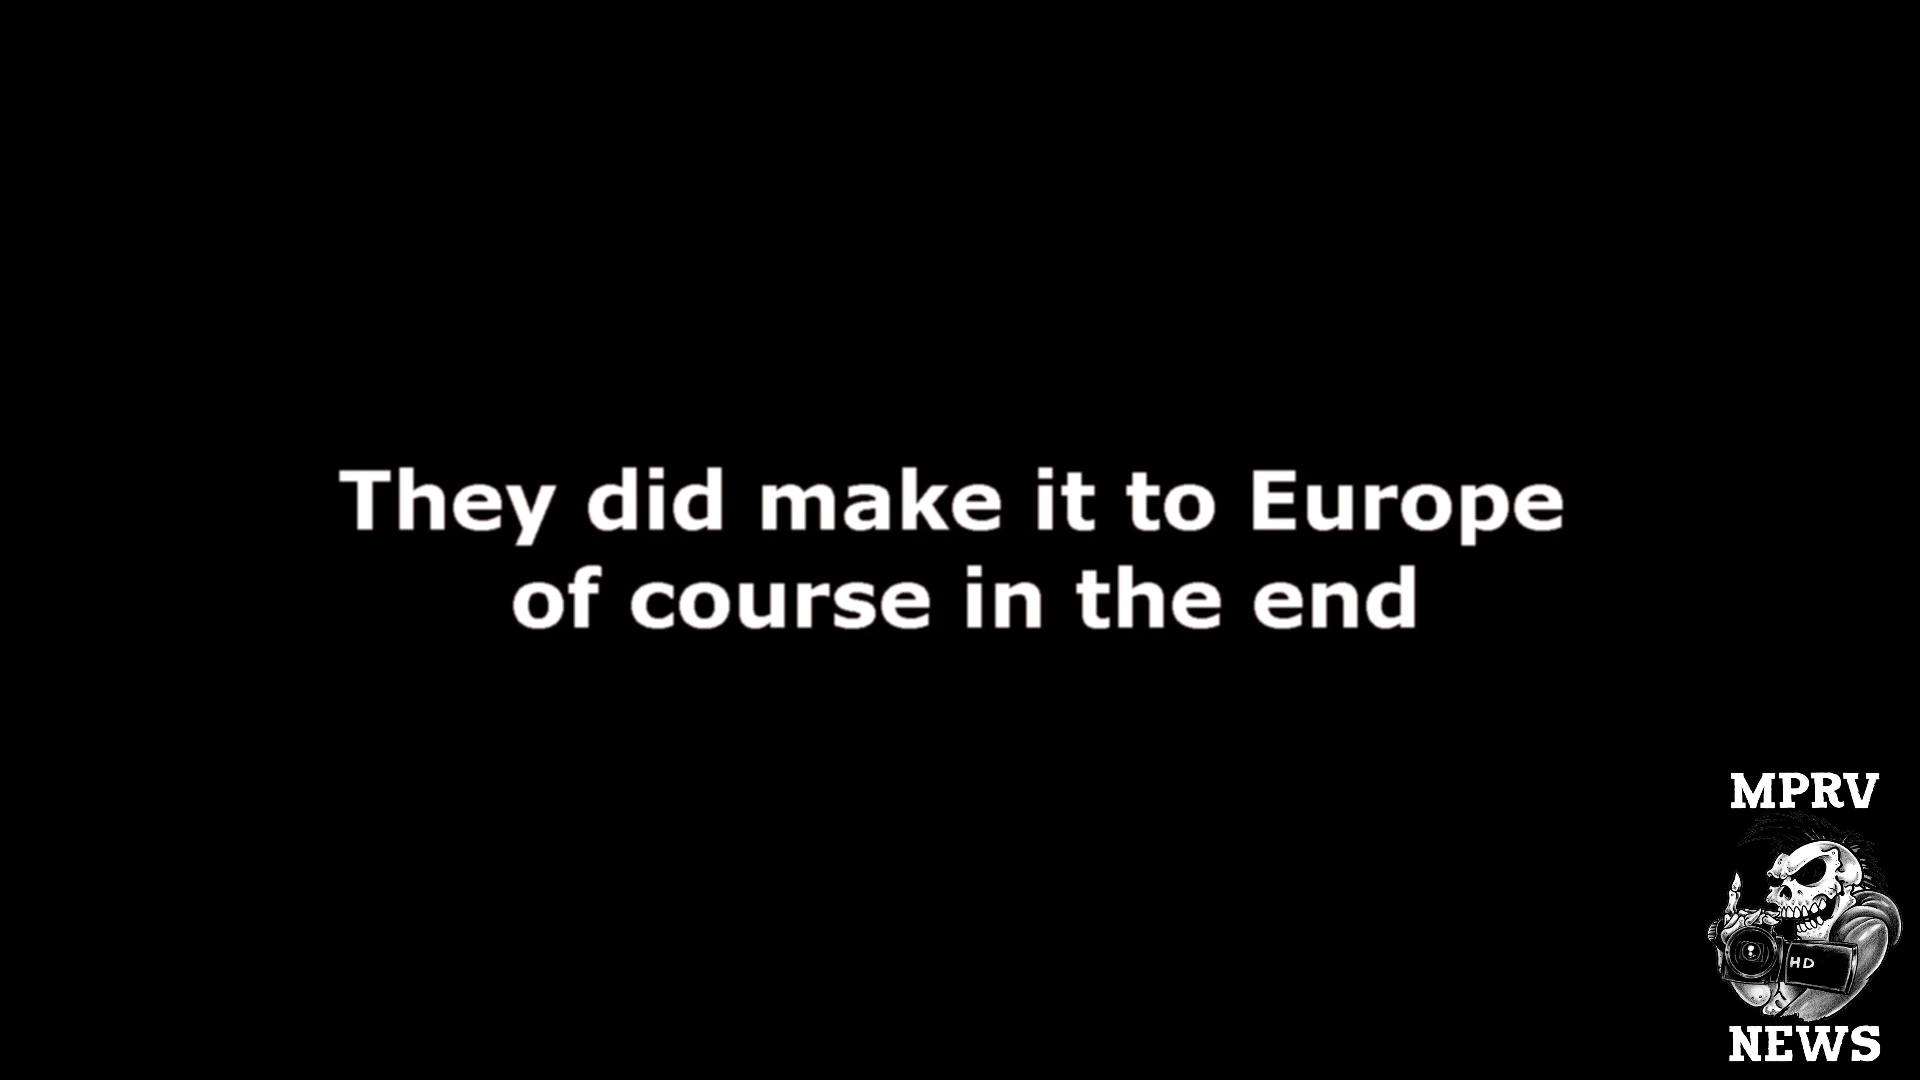 They did make it to Europe
of course in the end
MPRV
HD
NEWS